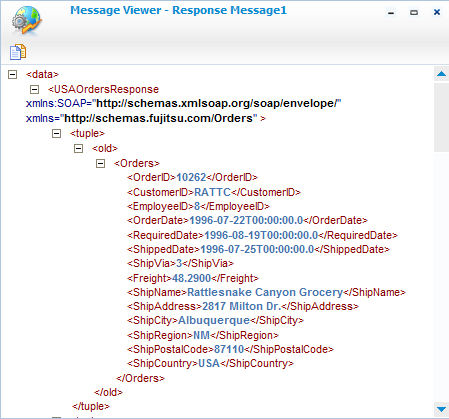 Message Viewer - Response Message1
<data>
<USAOrdersResponse
xmlns:SOAP="http://schemas.xmlsoap.org/soap/envelope/"
xmlns="http://schemas.fujitsu.com/Orders" >
<tuple>
<old>
<Orders>
<OrderID>10262</OrderID>
<CustomerID>RATTC</CustomerID>
<EmployeeID>8</EmployeeID>
<OrderDate>1996-07-22T00:00:00.0</OrderDate>
<RequiredDate>1996-08-19T00:00:00.0</RequiredDate>
<ShippedDate>1996-07-25T00:00:00.0</ShippedDate>
<ShipVia>3</ShipVia>
<Freight>48.2900</Freight>
<ShipName>Rattlesnake Canyon Grocery</ShipName>
<ShipAddress>2817 Milton Dr.</ShipAddress>
<ShipCity>Albuquerque</ShipCity>
<ShipRegion>NM</ShipRegion>
<ShipPostalCode>87110</ShipPostalCode>
<ShipCountry>USA</ShipCountry>
</Orders>
</old>
</tuple>